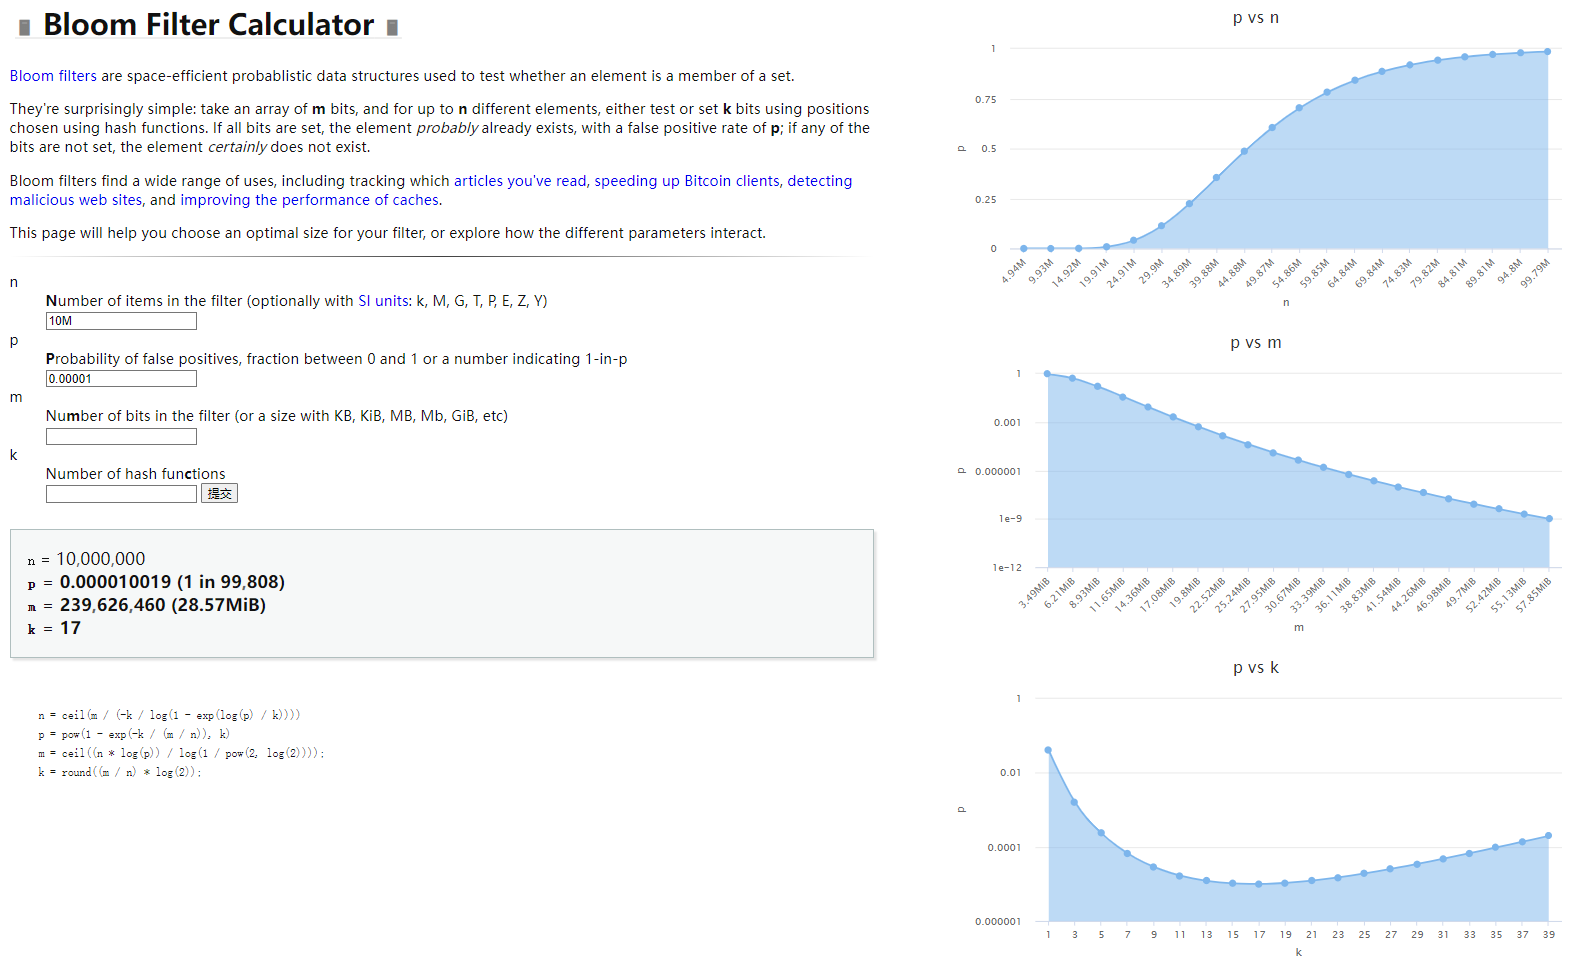 Bloom Filter Calculator
Bloom filters are space-efficient probablistic data structures used to test whether an element is a member of a set.
They're surprisingly simple: take an array of m bits, and for up to n different elements, either test or set k bits using positions
chosen using hash functions. If all bits are set, the element probably already exists, with a false positive rate of p; if any of the
bits are not set, the element certainly does not exist.
Bloom filters find a wide range of uses, including tracking which articles you've read, speeding up Bitcoin clients, detecting
malicious web sites, and improving the performance of caches.
This page will help you choose an optimal size for your filter, or explore how the different parameters interact.
n
Number of items in the filter (optionally with SI units: k, M, G, T, P, E, Z, Y)
10M
p
Probability of false positives, fraction between 0 and 1 or a number indicating 1-in-p
0.00001
m
Number of bits in the filter (or a size with KB, KiB, MB, Mb, GiB, etc)
k
Number of hash functions
提交
n = 10,000,000
p = 0.000010019 (1 in 99,808)
m = 239,626,460 (28.57MiB)
k = 17
n = ceil(m / (-k / log(1 - exp(log(p) / k))))
p = pow(1 - exp(-k / (m / n)), k)
m = ceil((n * log(p)) / log(1 / pow(2, log(2))));
k = round((m / n) * log(2));
p vs n
1
0.75
0.5
0.25
0
p
4.94M 9.93M 14.92M 19.91M 24.91M 29.9M 34.89M 39.88M 44.88M 49.87M 54.86M 59.85M 64.84M 69.84M 74.83M 79.82M 84.81M 89.81M 94.8M 99.79M
n
p vs m
1
0.001
0.000001
1e-9
1e-12
p
3.49MiB 6.21MiB 8.93MiB 11.65MiB 14.36MiB 17.08MiB 19.8MiB 22.52MiB 25.24MiB 27.95MiB 30.67MiB 33.39MiB 36.11MiB 38.83MiB 41.54MiB 44.26MiB 46.98MiB 49.7MiB 52.42MiB 55.13MiB 57.85MiB
m
p vs k
1
0.01
0.0001
0.000001
p
1 3 5 7 9 11 13 15 17 19 21 23 25 27 29 31 33 35 37 39
k